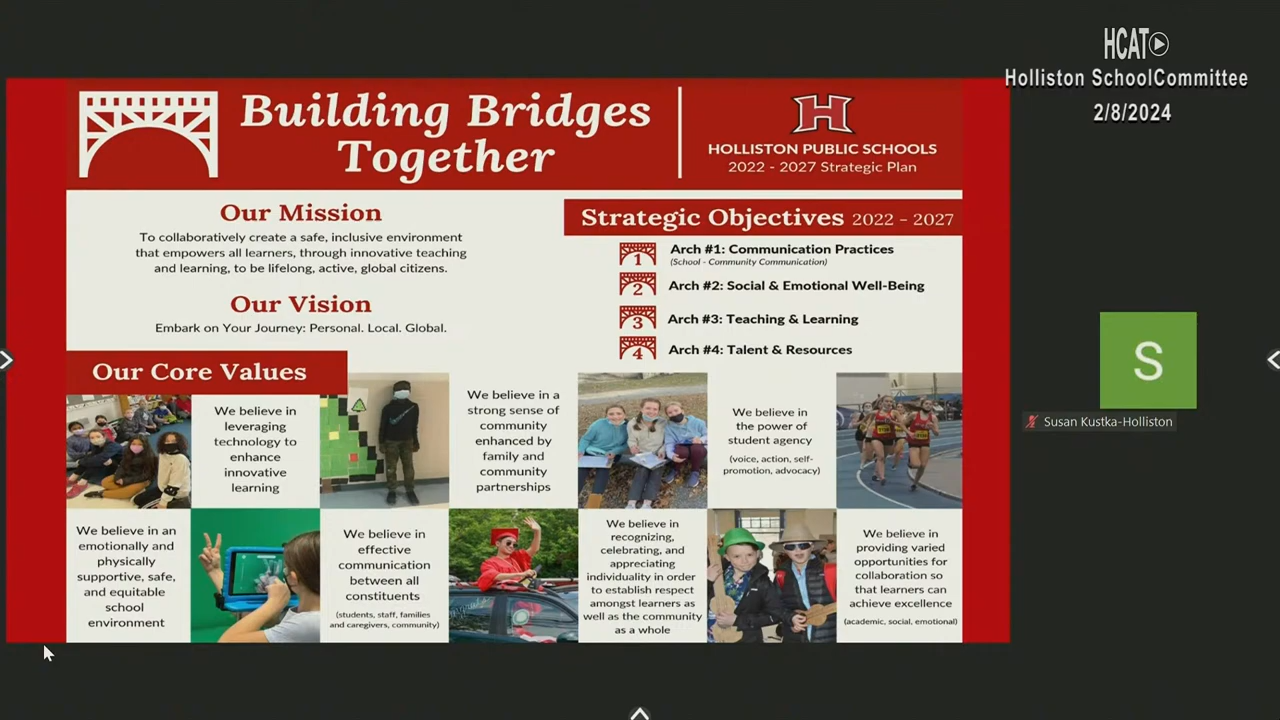 HCAT
Holliston SchoolCommittee
2/8/2024
Building Bridges
Together
H
HOLLISTON PUBLIC SCHOOLS
2022 - 2027 Strategic Plan
Our Mission
To collaboratively create a safe, inclusive environment
that empowers all learners, through innovative teaching
and learning, to be lifelong, active, global citizens.
Our Vision
Embark on Your Journey: Personal. Local. Global.
Strategic Objectives 2022 - 2027
1 Arch #1: Communication Practices
(School - Community Communication)
2 Arch #2: Social & Emotional Well-Being
3 Arch #3: Teaching & Learning
4 Arch #4: Talent & Resources
Our Core Values
We believe in
leveraging
technology to
enhance
innovative
learning
We believe in a
strong sense of
community
enhanced by
family and
community
partnerships
We believe in
the power of
student agency
(voice, action, self-
promotion, advocacy)
We believe in an
emotionally and
physically
supportive, safe,
and equitable
school
environment
We believe in
effective
communication
between all
constituents
(students, staff, families
and caregivers, community)
We believe in
recognizing,
celebrating, and
appreciating
individuality in order
to establish respect
amongst learners as
well as the community
as a whole
We believe in
providing varied
opportunities for
collaboration so
that learners can
achieve excellence
(academic, social, emotional)
S
Susan Kustka-Holliston